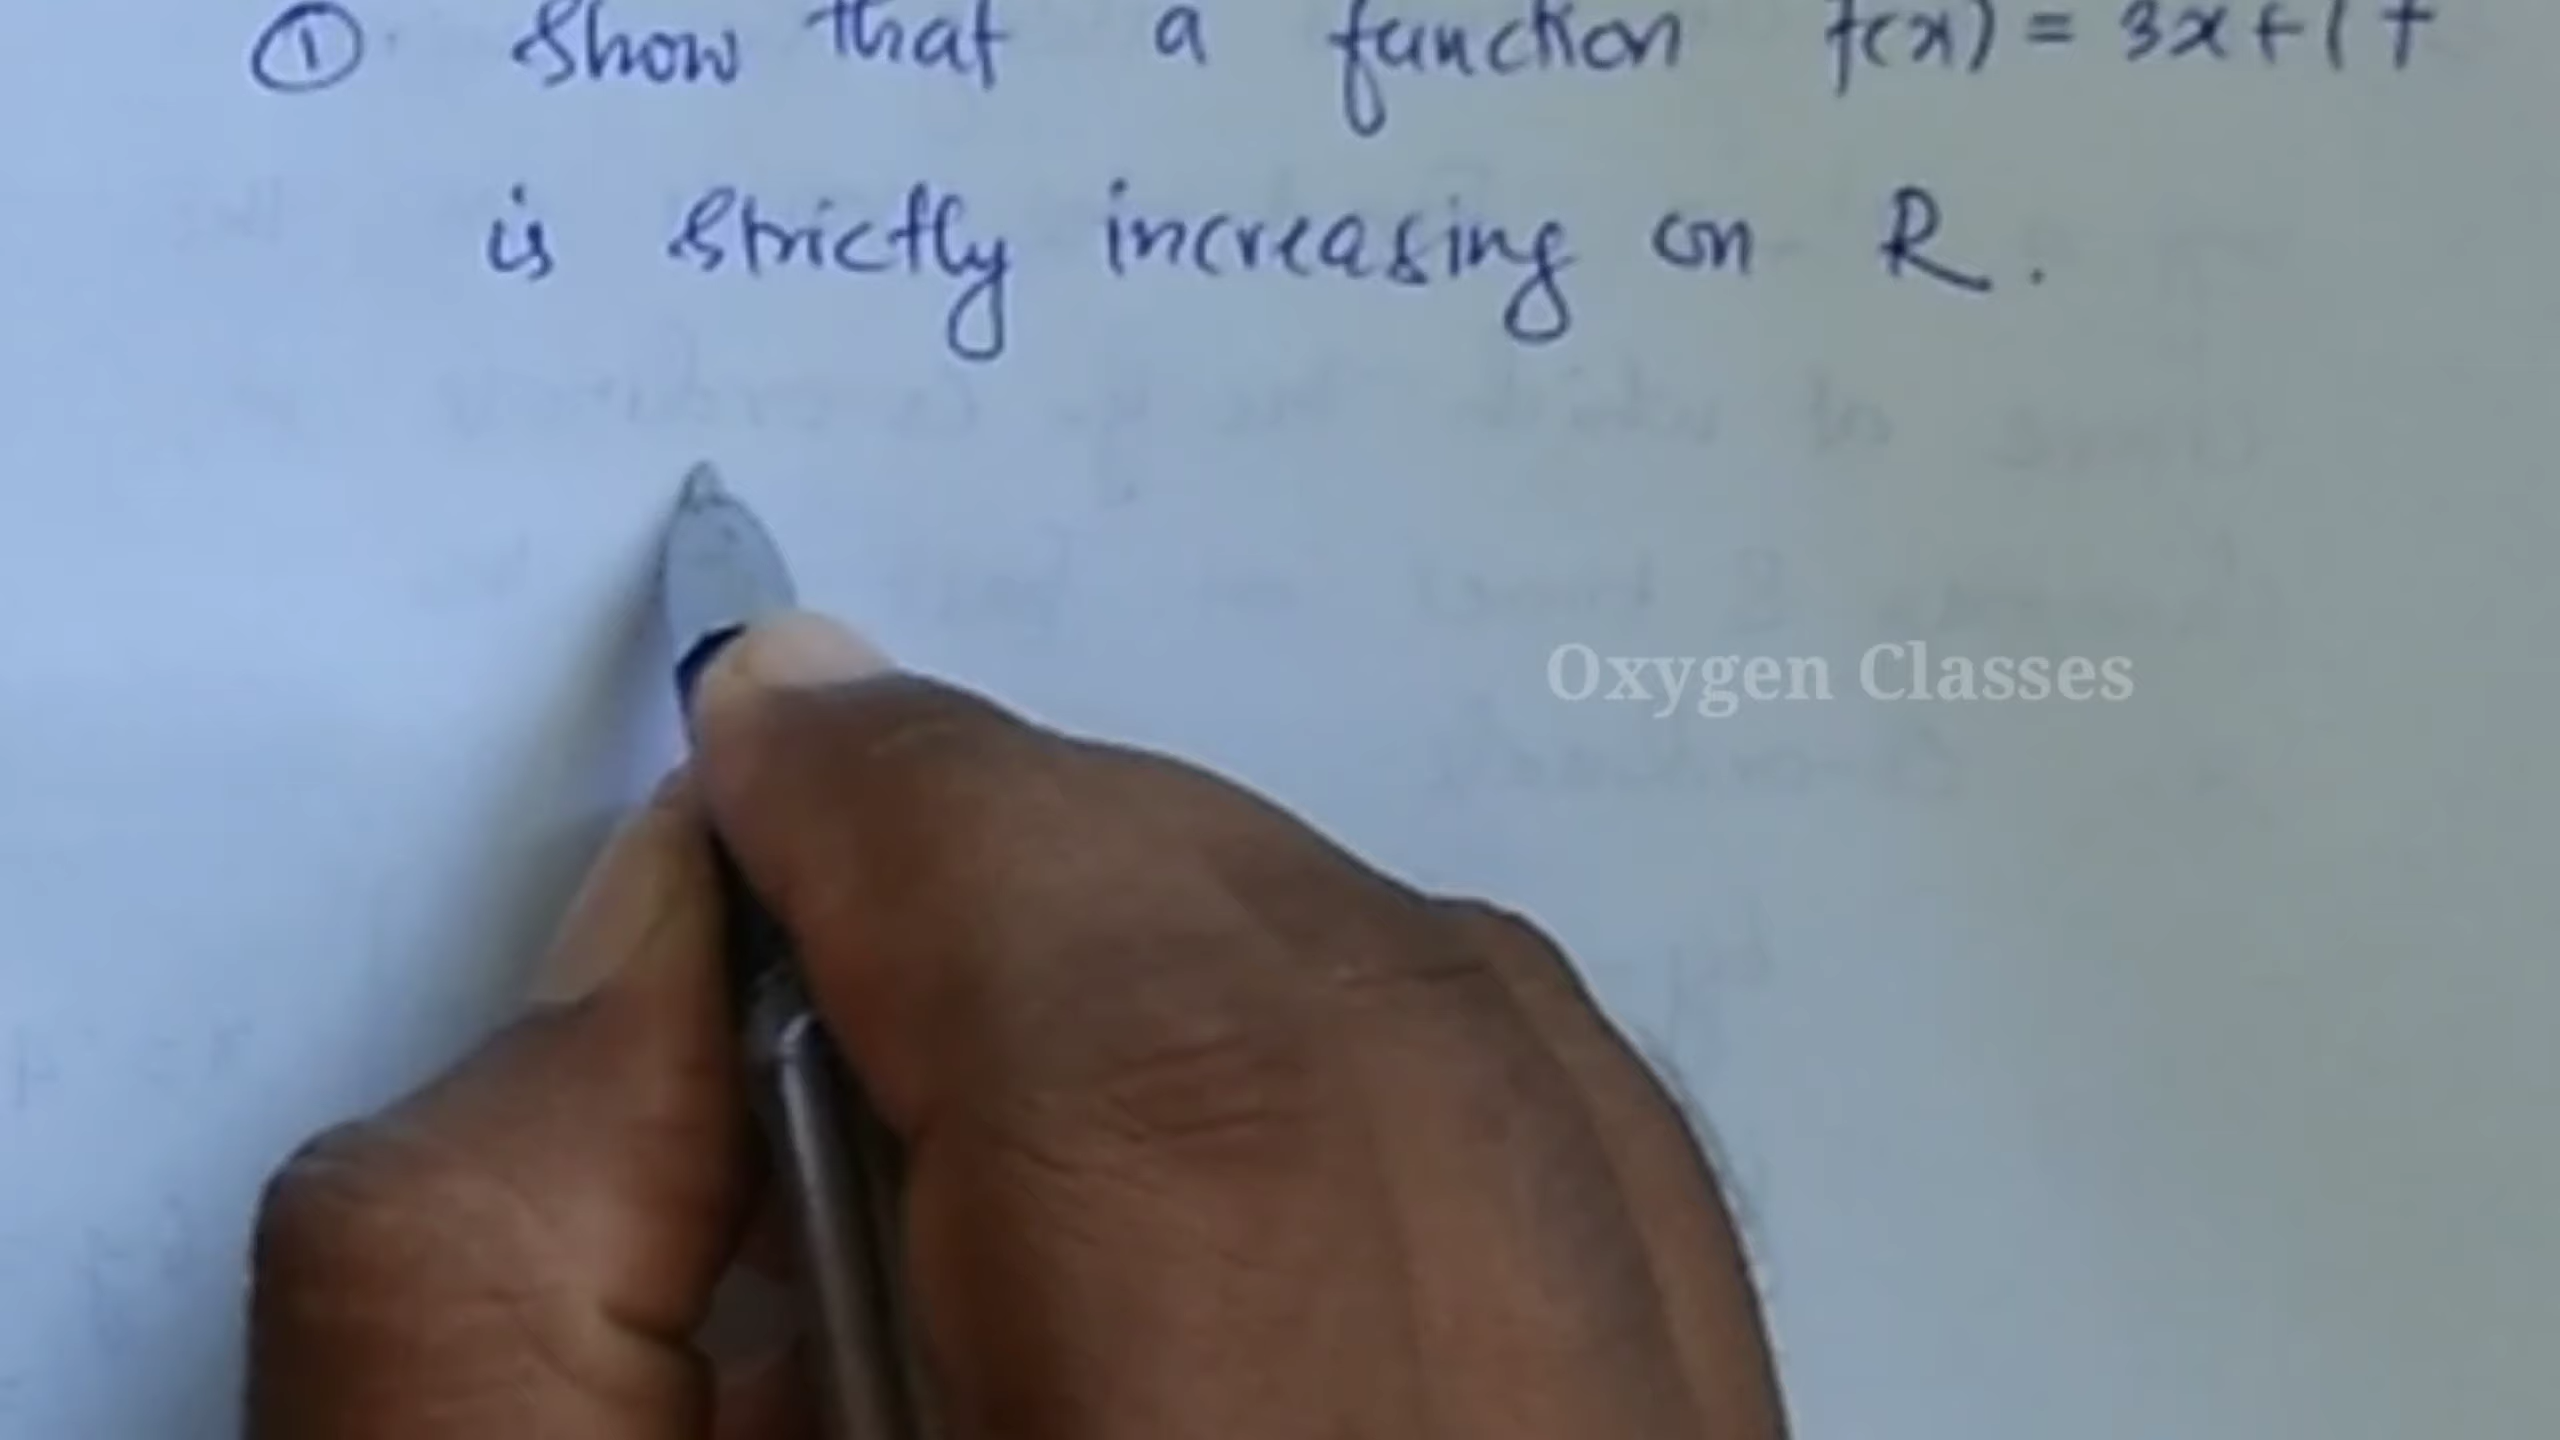 ① Show that a function f(x) = 3x+17
is strictly increasing on R.
Oxygen Classes